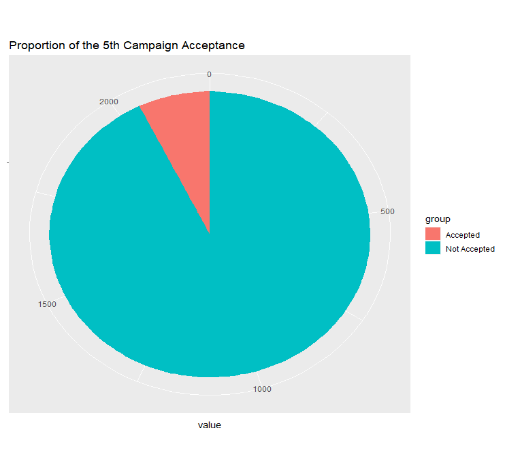 Proportion of the 5th Campaign Acceptance
0
2000
500
group
Accepted
Not Accepted
1500
1000
value